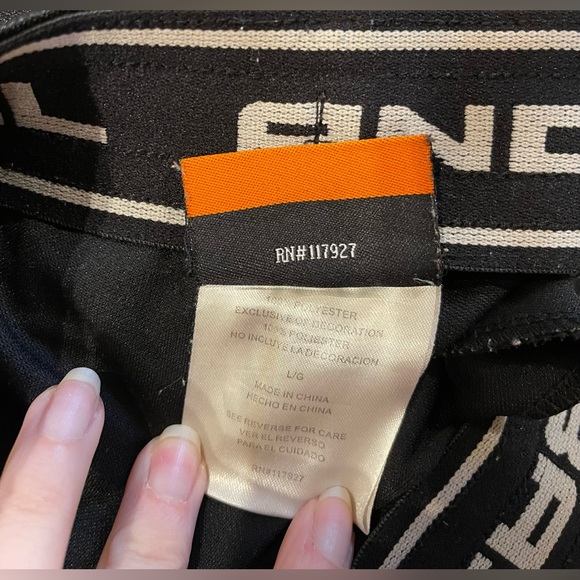 AND
RN#117927
100% POLYESTER
EXCLUSIVE OF DECORATION
100% POLIESTER
NO INCLUYE LA DECORACION
L/G
MADE IN CHINA
HECHO EN CHINA
SEE REVERSE FOR CARE
VER EL REVERSO
PARA EL CUIDADO
RN#117927